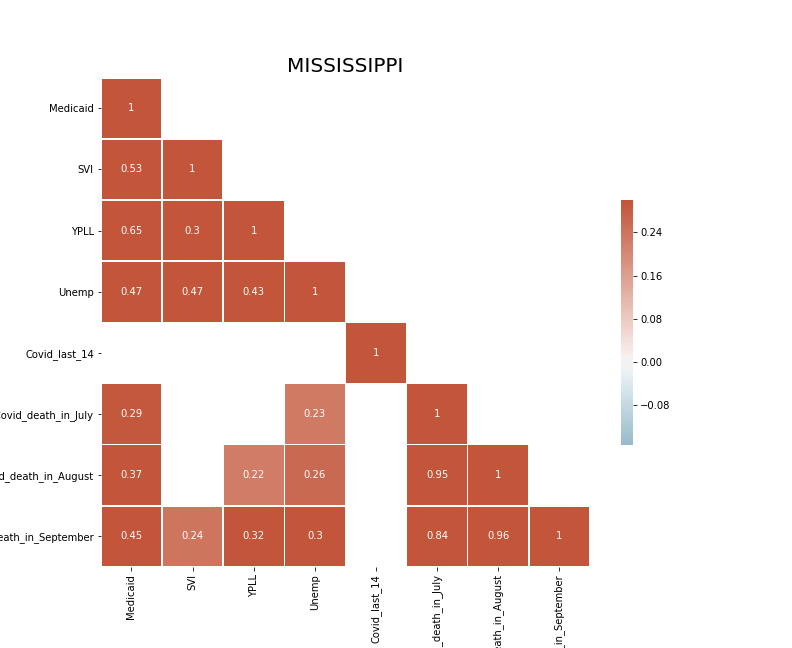 MISSISSIPPI
Medicaid 1
SVI 0.53 1
YPLL 0.65 0.3 1
Unemp 0.47 0.47 0.43 1
Covid_last_14 1
ovid_death_in_July 0.29 0.23 1
d_death_in_August 0.37 0.22 0.26 0.95 1
eath_in_September 0.45 0.24 0.32 0.3 0.84 0.96 1
0.24
0.16
0.08
0.00
−0.08
Medicaid
SVI
YPLL
Unemp
Covid_last_14
_death_in_July
eath_in_August
_in_September